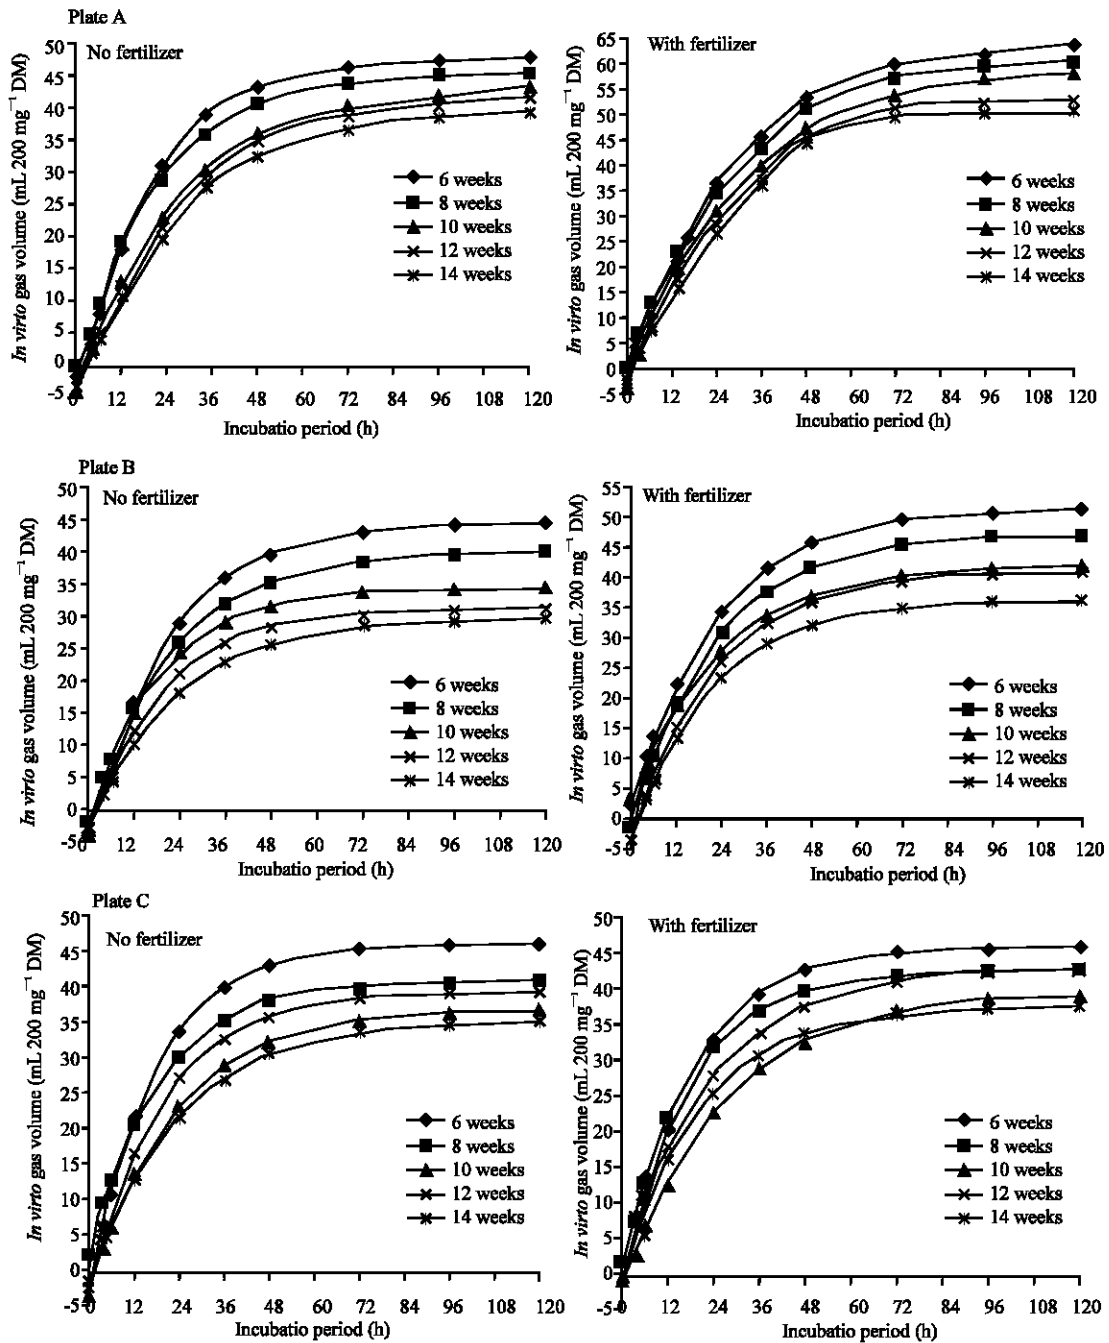 Plate A
No fertilizer
In virto gas volume (mL 200 mg−1 DM)
50
45
40
35
30
25
20
15
10
5
0
-5
6 weeks
8 weeks
10 weeks
12 weeks
14 weeks
0 12 24 36 48 60 72 84 96 108 120
Incubatio period (h)
With fertilizer
In virto gas volume (mL 200 mg−1 DM)
65
60
55
50
45
40
35
30
25
20
15
10
5
0
-5
6 weeks
8 weeks
10 weeks
12 weeks
14 weeks
0 12 24 36 48 60 72 84 96 108 120
Incubatio period (h)
Plate B
No fertilizer
In virto gas volume (mL 200 mg−1 DM)
50
45
40
35
30
25
20
15
10
5
0
-5
6 weeks
8 weeks
10 weeks
12 weeks
14 weeks
0 12 24 36 48 60 72 84 96 108 120
Incubatio period (h)
With fertilizer
In virto gas volume (mL 200 mg−1 DM)
55
50
45
40
35
30
25
20
15
10
5
0
-5
6 weeks
8 weeks
10 weeks
12 weeks
14 weeks
0 12 24 36 48 60 72 84 96 108 120
Incubatio period (h)
Plate C
No fertilizer
In virto gas volume (mL 200 mg−1 DM)
50
45
40
35
30
25
20
15
10
5
0
-5
6 weeks
8 weeks
10 weeks
12 weeks
14 weeks
0 12 24 36 48 60 72 84 96 108 120
Incubatio period (h)
With fertilizer
In virto gas volume (mL 200 mg−1 DM)
50
45
40
35
30
25
20
15
10
5
0
-5
6 weeks
8 weeks
10 weeks
12 weeks
14 weeks
0 12 24 36 48 60 72 84 96 108 120
Incubatio period (h)